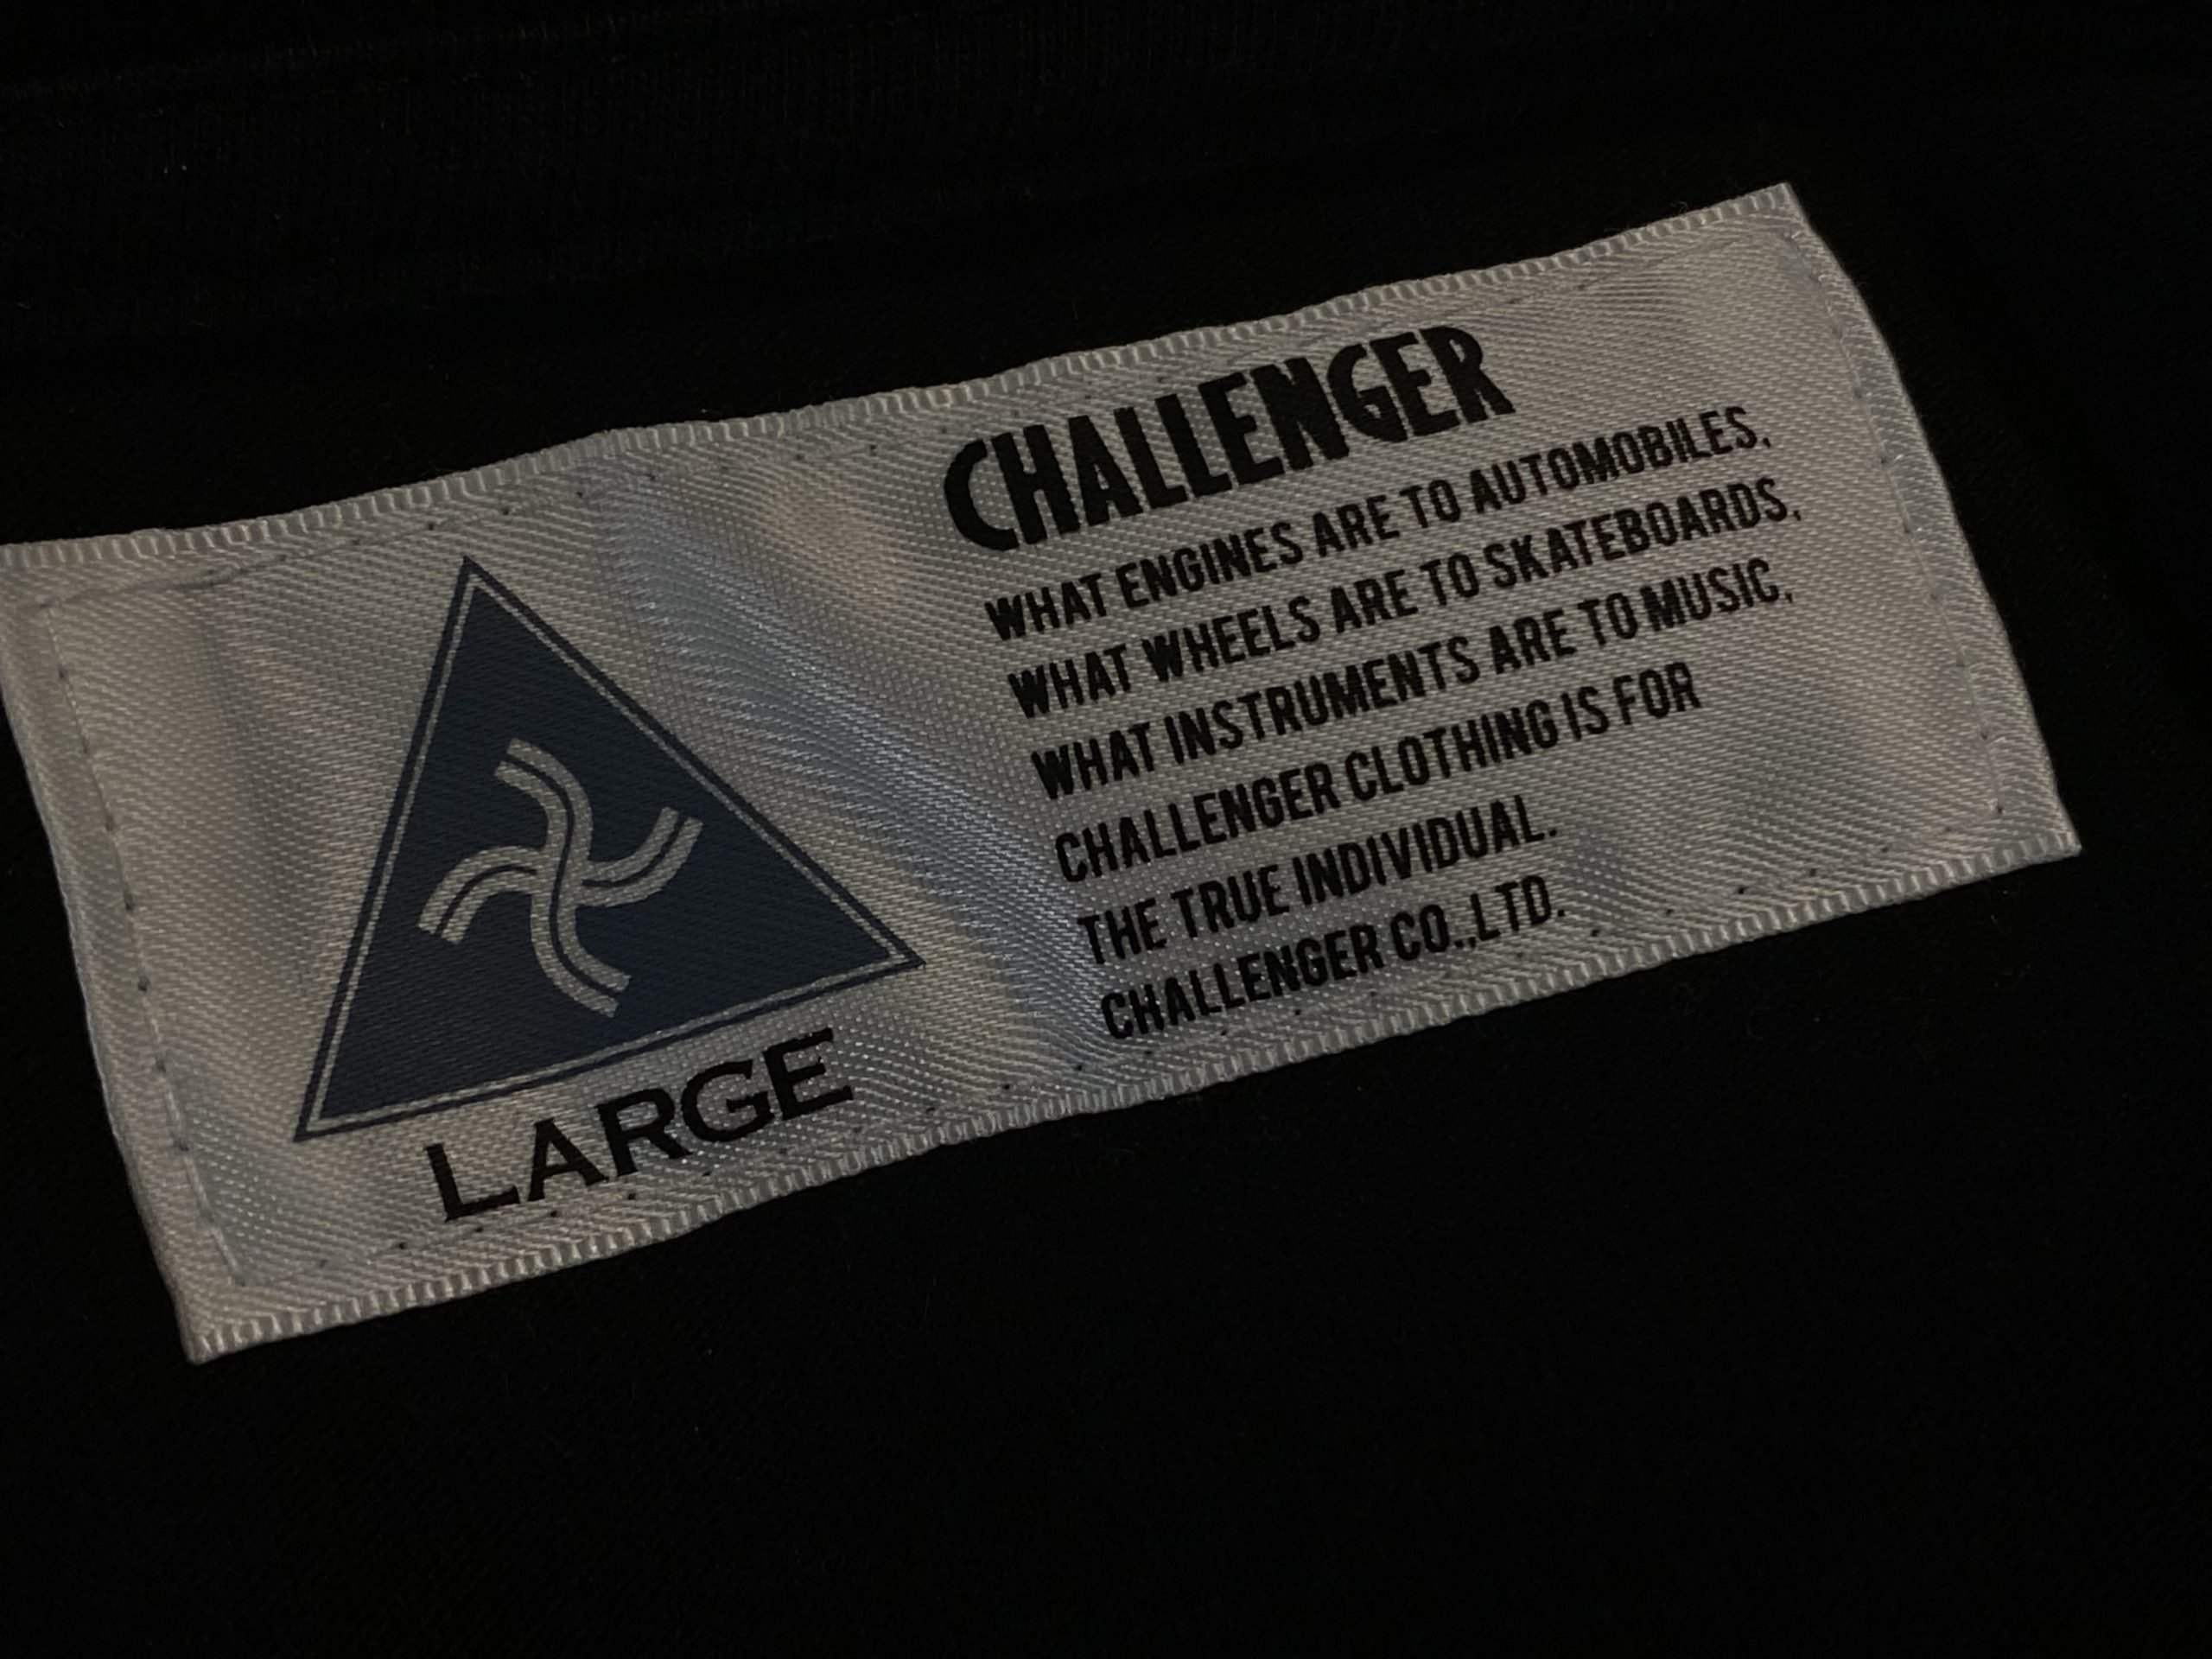 CHALLENGER
WHAT ENGINES ARE TO AUTOMOBILES,
WHAT WHEELS ARE TO SKATEBOARDS,
WHAT INSTRUMENTS ARE TO MUSIC,
CHALLENGER CLOTHING IS FOR
THE TRUE INDIVIDUAL.
CHALLENGER CO.,LTD.
LARGE